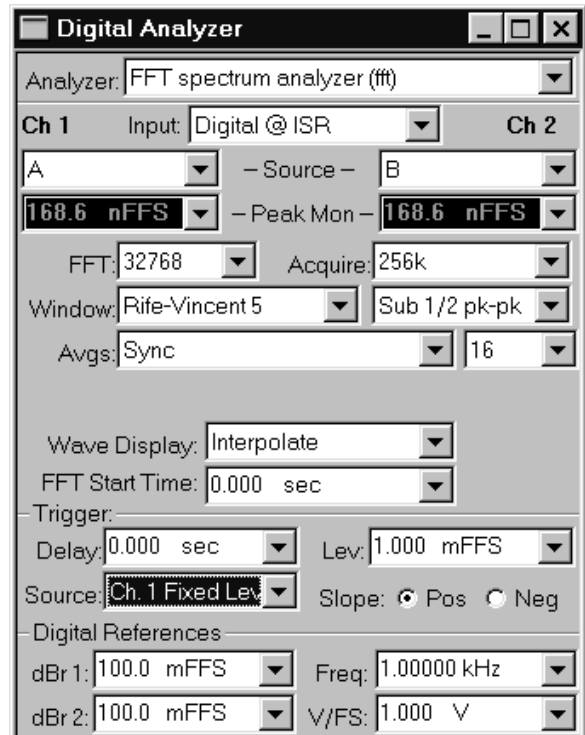 Digital Analyzer
Analyzer: FFT spectrum analyzer (fft)
Ch 1 Input: Digital @ ISR Ch 2
A – Source – B
168.6 nFFS – Peak Mon – 168.6 nFFS
FFT: 32768 Acquire: 256k
Window: Rife-Vincent 5 Sub 1/2 pk-pk
Avgs: Sync 16
Wave Display: Interpolate
FFT Start Time: 0.000 sec
Trigger:
Delay: 0.000 sec Lev: 1.000 mFFS
Source: Ch. 1 Fixed Lev Slope: Pos Neg
Digital References
dBr 1: 100.0 mFFS Freq: 1.00000 kHz
dBr 2: 100.0 mFFS V/FS: 1.000 V